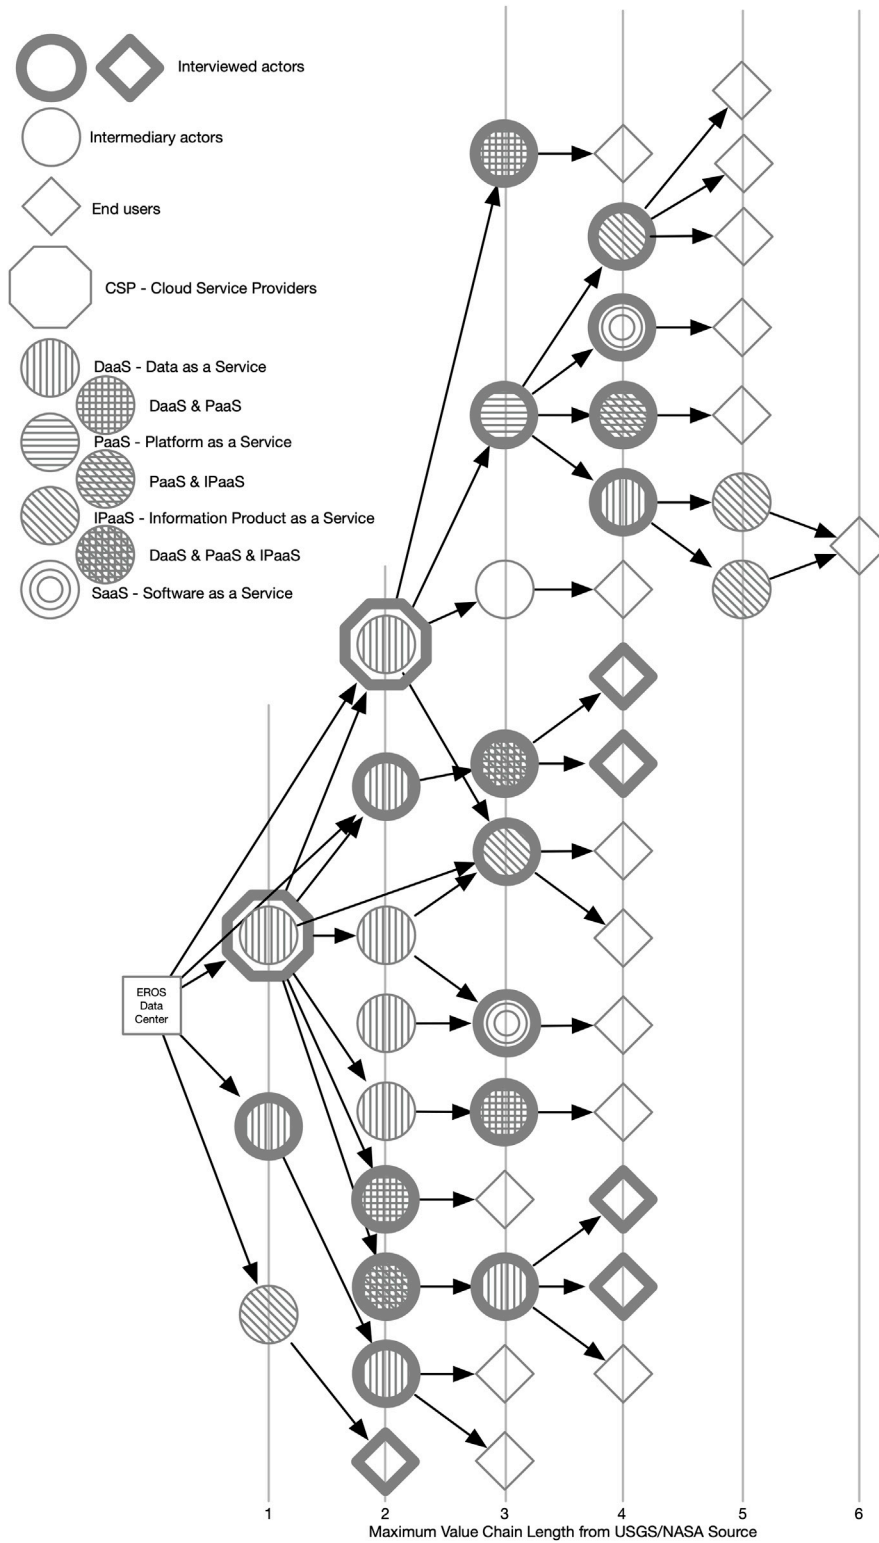 Interviewed actors
Intermediary actors
End users
CSP - Cloud Service Providers
DaaS - Data as a Service
DaaS & PaaS
PaaS - Platform as a Service
PaaS & IPaaS
IPaaS - Information Product as a Service
DaaS & PaaS & IPaaS
SaaS - Software as a Service
EROS
Data
Center
1 2 3 4 5 6
Maximum Value Chain Length from USGS/NASA Source